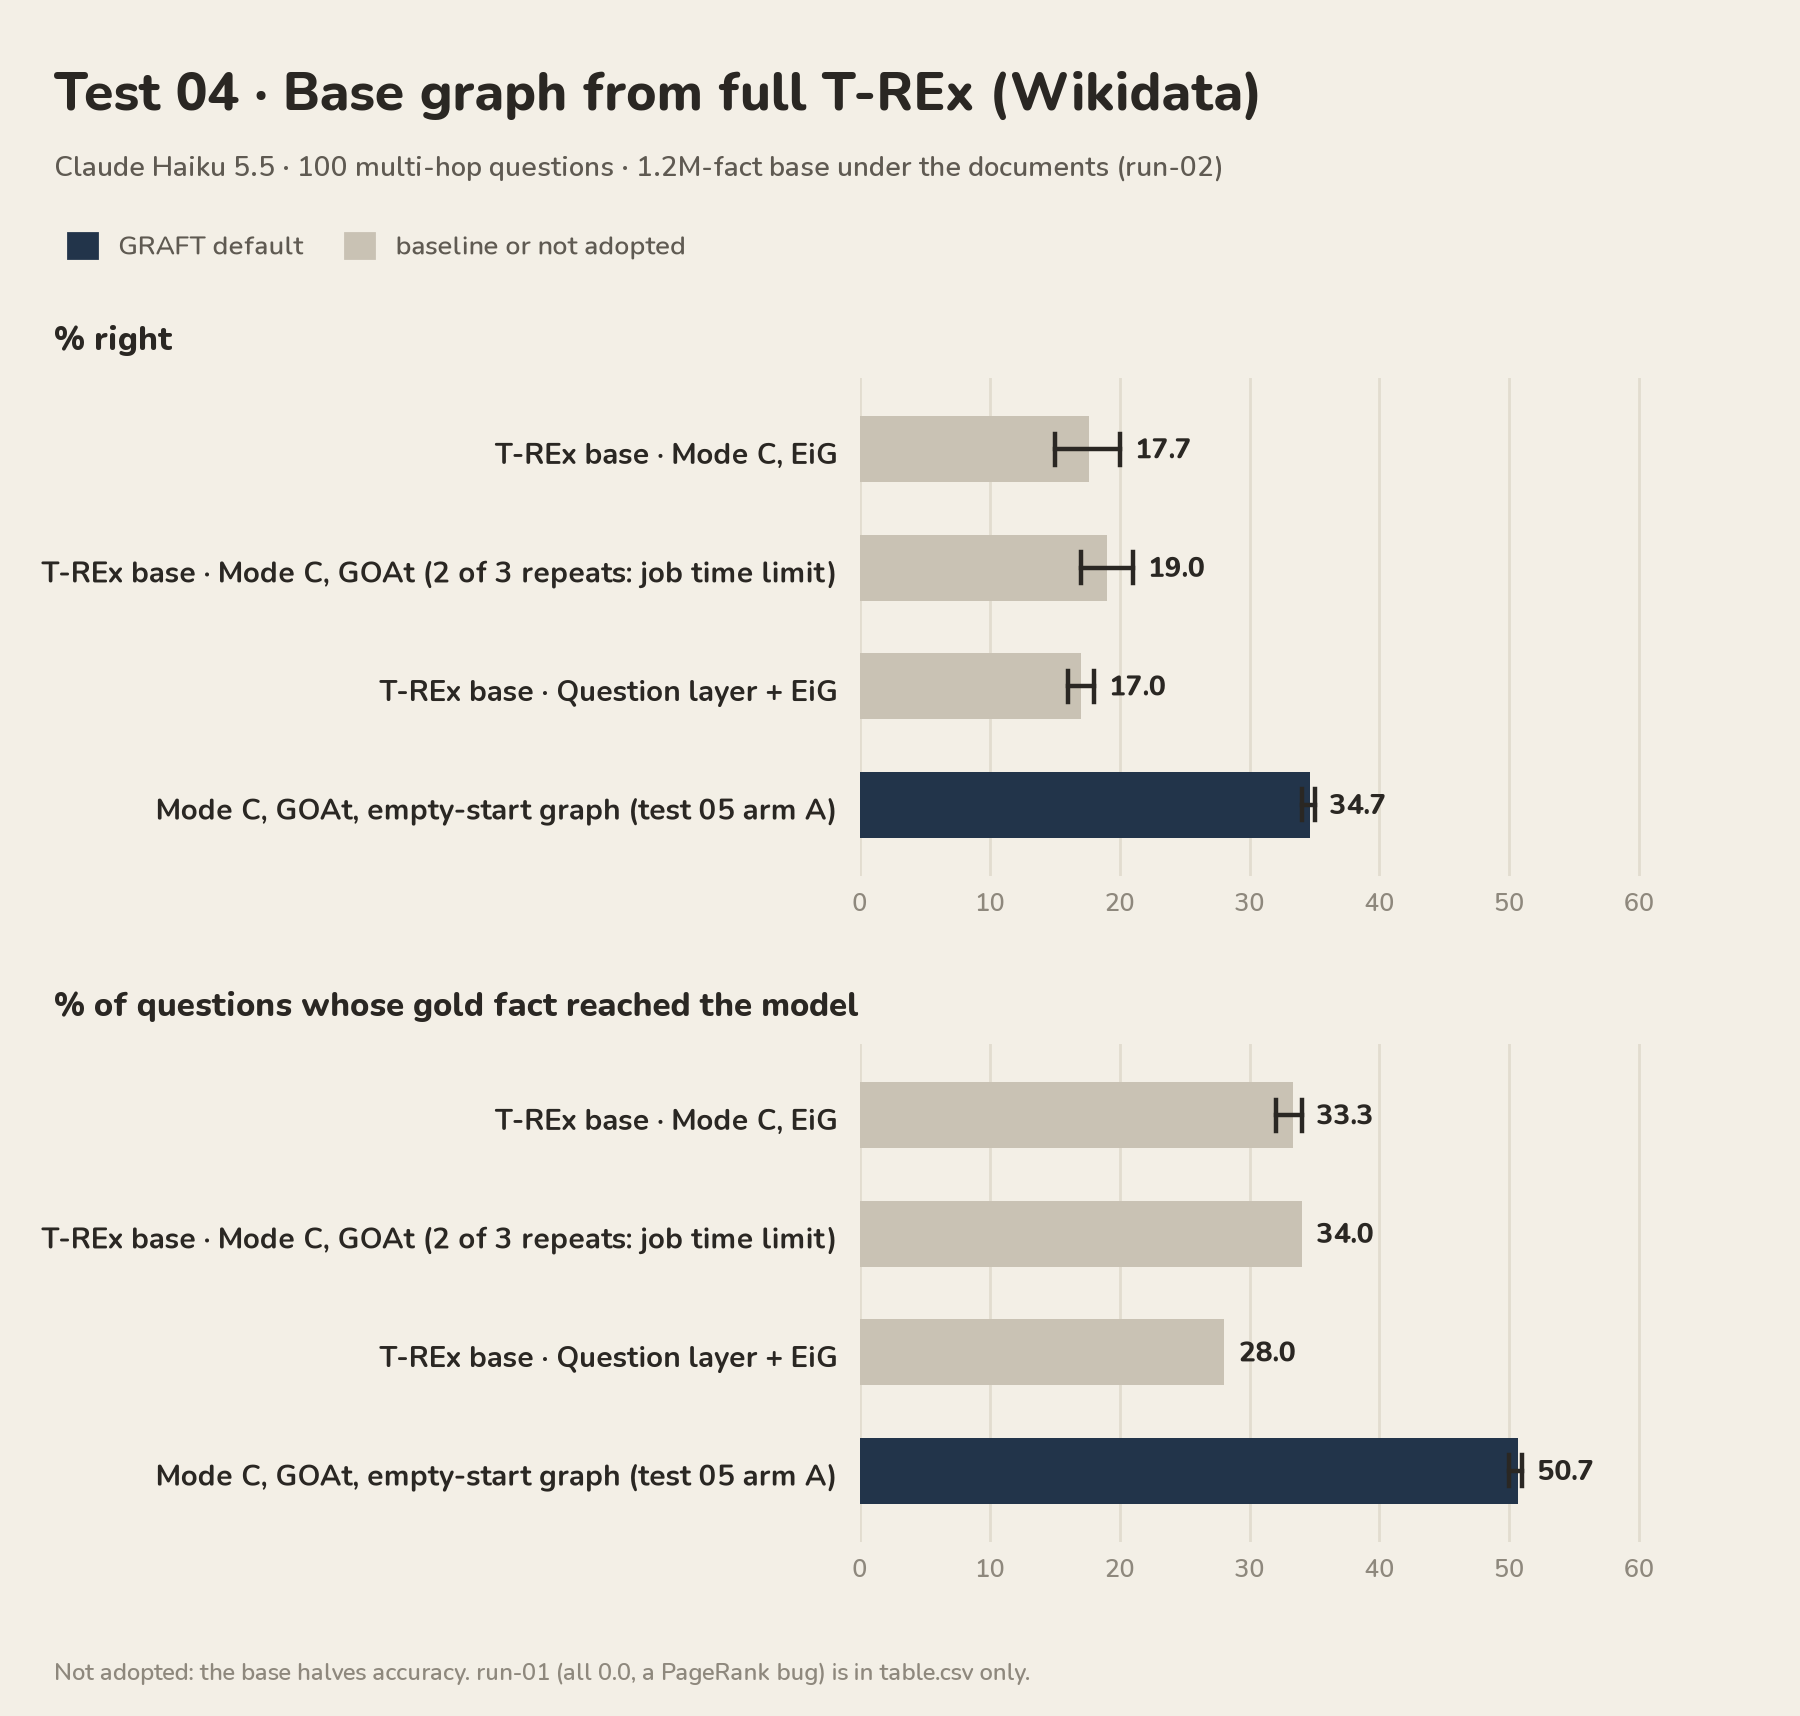 Test 04 · Base graph from full T-REx (Wikidata)
Claude Haiku 5.5 · 100 multi-hop questions · 1.2M-fact base under the documents (run-02)
GRAFT default
baseline or not adopted
% right
T-REx base · Mode C, EiG
17.7
T-REx base · Mode C, GOAt (2 of 3 repeats: job time limit)
19.0
T-REx base · Question layer + EiG
17.0
Mode C, GOAt, empty-start graph (test 05 arm A)
34.7
0 10 20 30 40 50 60
% of questions whose gold fact reached the model
T-REx base · Mode C, EiG
33.3
T-REx base · Mode C, GOAt (2 of 3 repeats: job time limit)
34.0
T-REx base · Question layer + EiG
28.0
Mode C, GOAt, empty-start graph (test 05 arm A)
50.7
0 10 20 30 40 50 60
Not adopted: the base halves accuracy. run-01 (all 0.0, a PageRank bug) is in table.csv only.